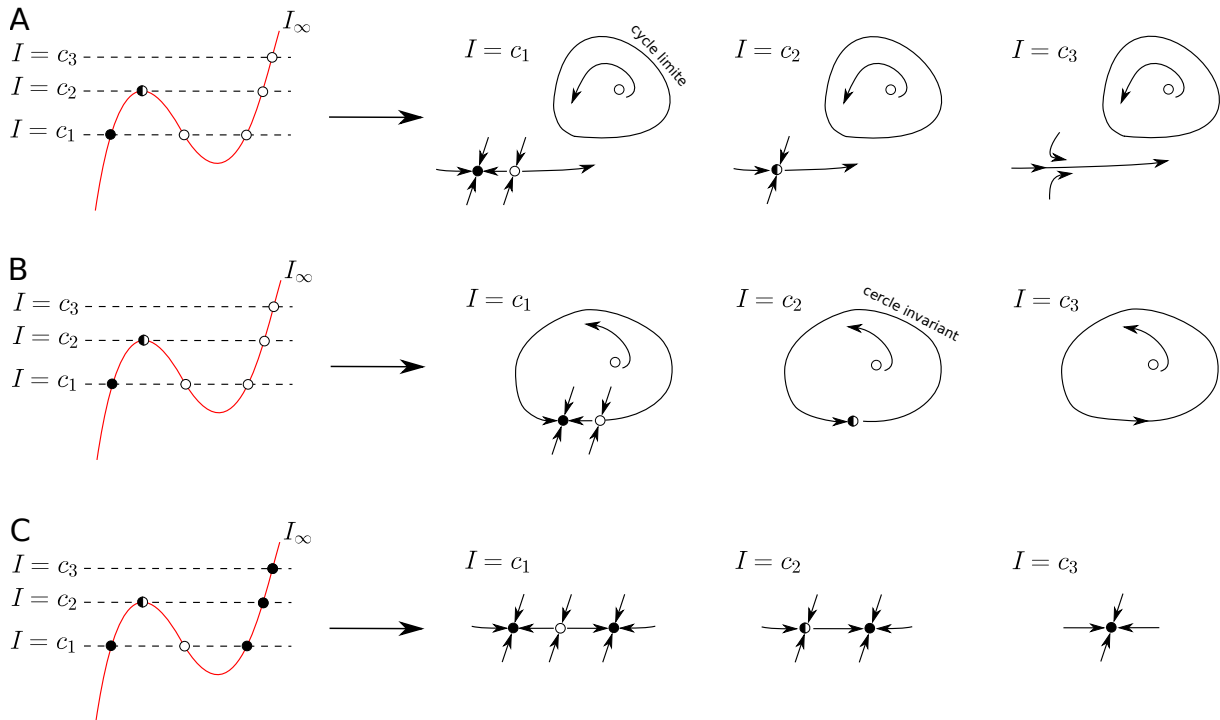 A
I∞
I = c₃
I = c₂
I = c₁
I = c₁
cycle limite
I = c₂
I = c₃
B
I∞
I = c₃
I = c₂
I = c₁
I = c₁
I = c₂
cercle invariant
I = c₃
C
I∞
I = c₃
I = c₂
I = c₁
I = c₁
I = c₂
I = c₃